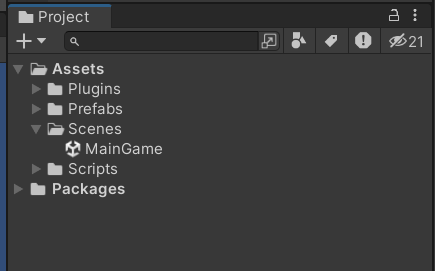 Project
21
Assets
Plugins
Prefabs
Scenes
MainGame
Scripts
Packages